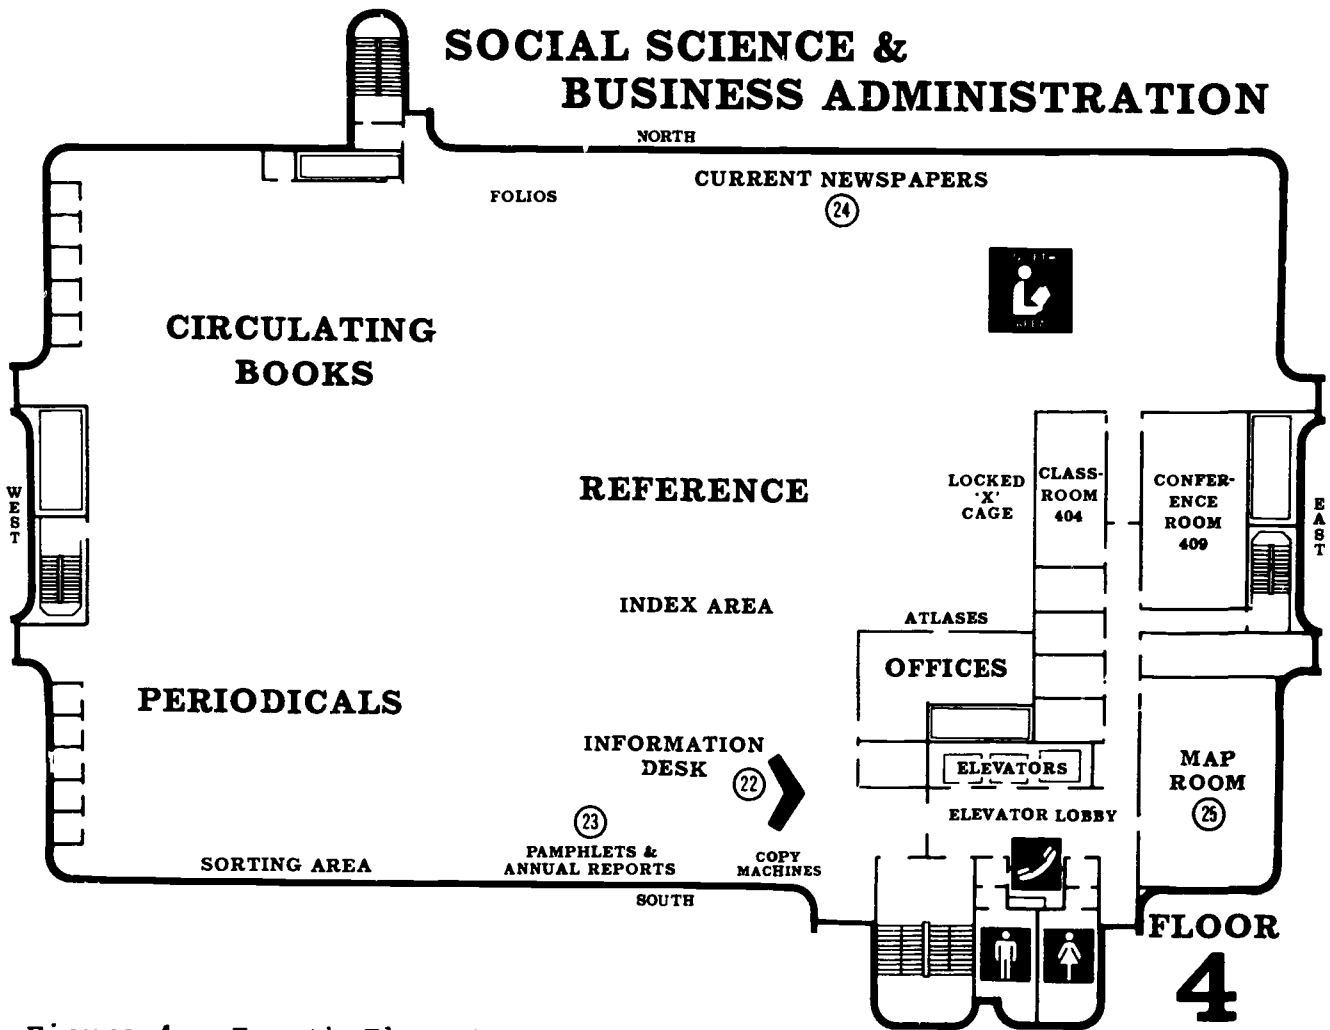 SOCIAL SCIENCE &
BUSINESS ADMINISTRATION
NORTH
CURRENT NEWSPAPERS
24
FOLIOS
CIRCULATING
BOOKS
WEST
REFERENCE
LOCKED
'X'
CAGE
CLASS-
ROOM
404
CONFER-
ENCE
ROOM
409
EAST
INDEX AREA
ATLASES
OFFICES
PERIODICALS
INFORMATION
DESK
22
ELEVATORS
MAP
ROOM
25
ELEVATOR LOBBY
23
PAMPHLETS &
ANNUAL REPORTS
COPY
MACHINES
SORTING AREA
SOUTH
FLOOR
4